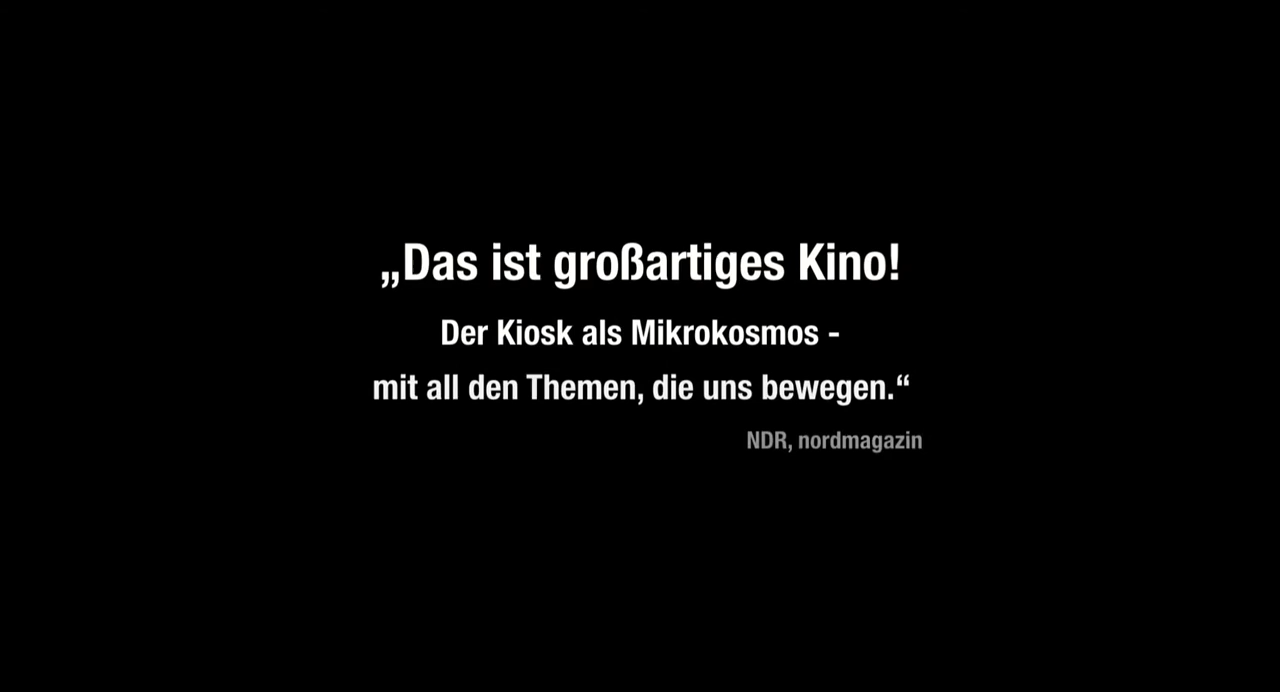 „Das ist großartiges Kino!
Der Kiosk als Mikrokosmos -
mit all den Themen, die uns bewegen.“
NDR, nordmagazin